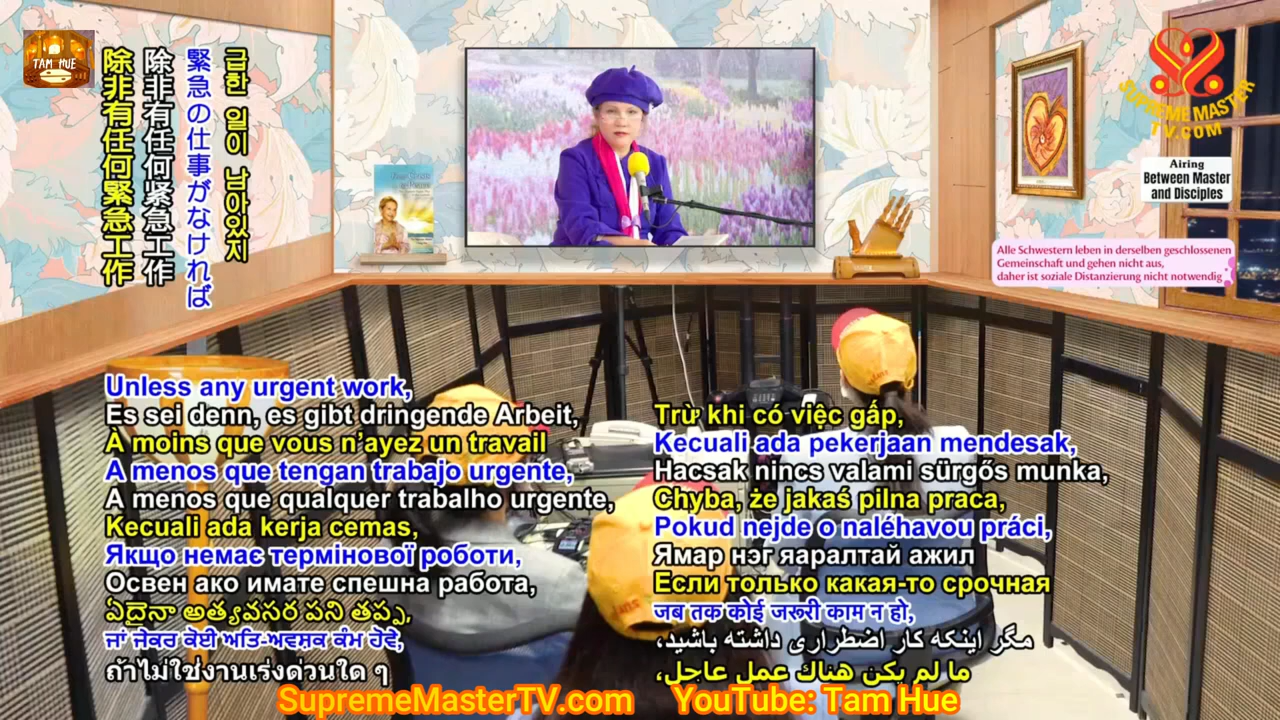 TAM HUE
급한 일이 남아있지
緊急の仕事がなければ
除非有任何紧急工作
除非有任何緊急工作
SUPREME MASTER
TV.COM
Airing
Between Master
and Disciples
Alle Schwestern leben in derselben geschlossenen
Gemeinschaft und gehen nicht aus,
daher ist soziale Distanzierung nicht notwendig
Unless any urgent work,
Es sei denn, es gibt dringende Arbeit,
À moins que vous n’ayez un travail
A menos que tengan trabajo urgente,
A menos que qualquer trabalho urgente,
Kecuali ada kerja cemas,
Якщо немає термінової роботи,
Освен ако имате спешна работа,
ఏదైనా అత్యవసర పని తప్ప,
ਜਾਂ ਜੇਕਰ ਕੋਈ ਅਤਿ-ਅਵਸ਼ਕ ਕੰਮ ਹੋਵੇ,
ถ้าไม่ใช่งานเร่งด่วนใด ๆ
Trừ khi có việc gấp,
Kecuali ada pekerjaan mendesak,
Hacsak nincs valami sürgős munka,
Chyba, że jakaś pilna praca,
Pokud nejde o naléhavou práci,
Ямар нэг яаралтай ажил
Если только какая-то срочная
जब तक कोई जरूरी काम न हो,
مگر اینکه کار اضطراری داشته باشید،
ما لم يكن هناك عمل عاجل،
SupremeMasterTV.com YouTube: Tam Hue